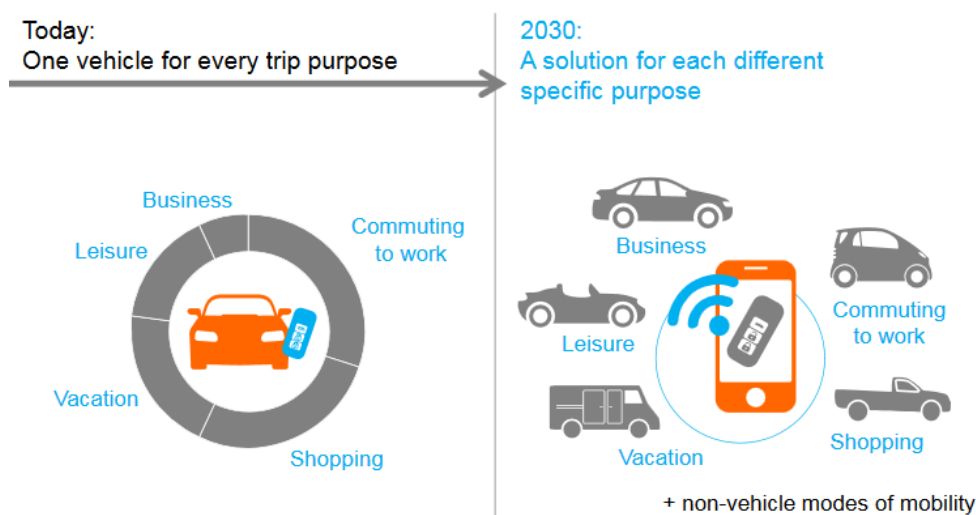 Today:
One vehicle for every trip purpose
2030:
A solution for each different
specific purpose
Business
Leisure
Commuting
to work
Vacation
Shopping
Business
Leisure
Commuting
to work
Vacation
Shopping
+ non-vehicle modes of mobility